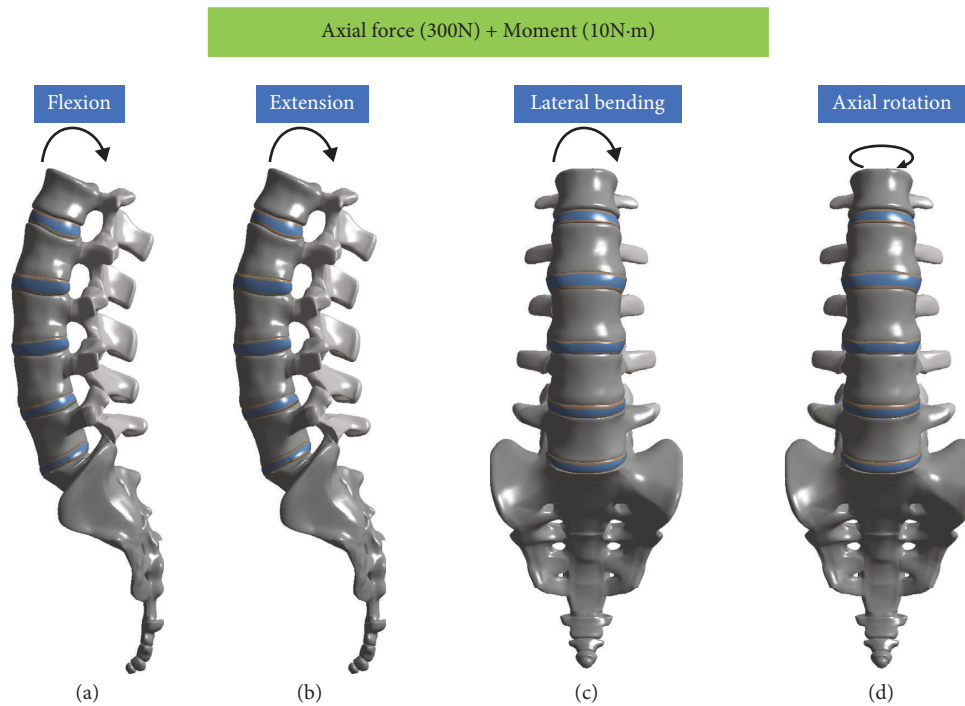 Axial force (300N) + Moment (10N·m)
Flexion
Extension
Lateral bending
Axial rotation
(a)
(b)
(c)
(d)